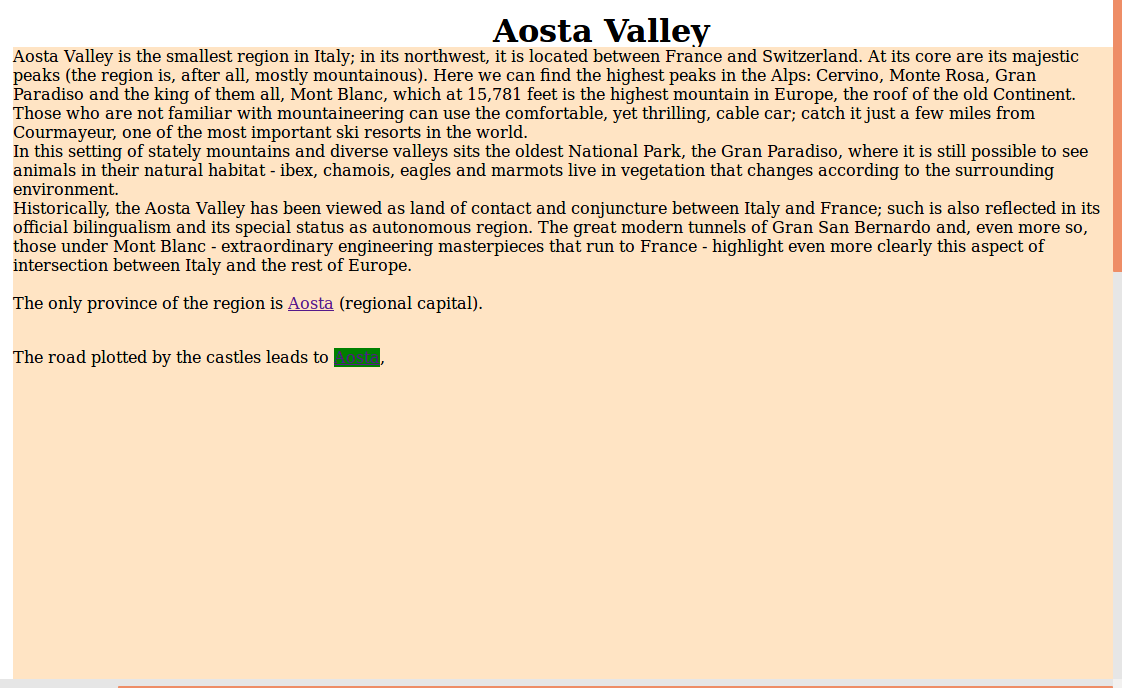 Aosta Valley
Aosta Valley is the smallest region in Italy; in its northwest, it is located between France and Switzerland. At its core are its majestic
peaks (the region is, after all, mostly mountainous). Here we can find the highest peaks in the Alps: Cervino, Monte Rosa, Gran
Paradiso and the king of them all, Mont Blanc, which at 15,781 feet is the highest mountain in Europe, the roof of the old Continent.
Those who are not familiar with mountaineering can use the comfortable, yet thrilling, cable car; catch it just a few miles from
Courmayeur, one of the most important ski resorts in the world.
In this setting of stately mountains and diverse valleys sits the oldest National Park, the Gran Paradiso, where it is still possible to see
animals in their natural habitat - ibex, chamois, eagles and marmots live in vegetation that changes according to the surrounding
environment.
Historically, the Aosta Valley has been viewed as land of contact and conjuncture between Italy and France; such is also reflected in its
official bilingualism and its special status as autonomous region. The great modern tunnels of Gran San Bernardo and, even more so,
those under Mont Blanc - extraordinary engineering masterpieces that run to France - highlight even more clearly this aspect of
intersection between Italy and the rest of Europe.
The only province of the region is Aosta (regional capital).
The road plotted by the castles leads to Aosta,